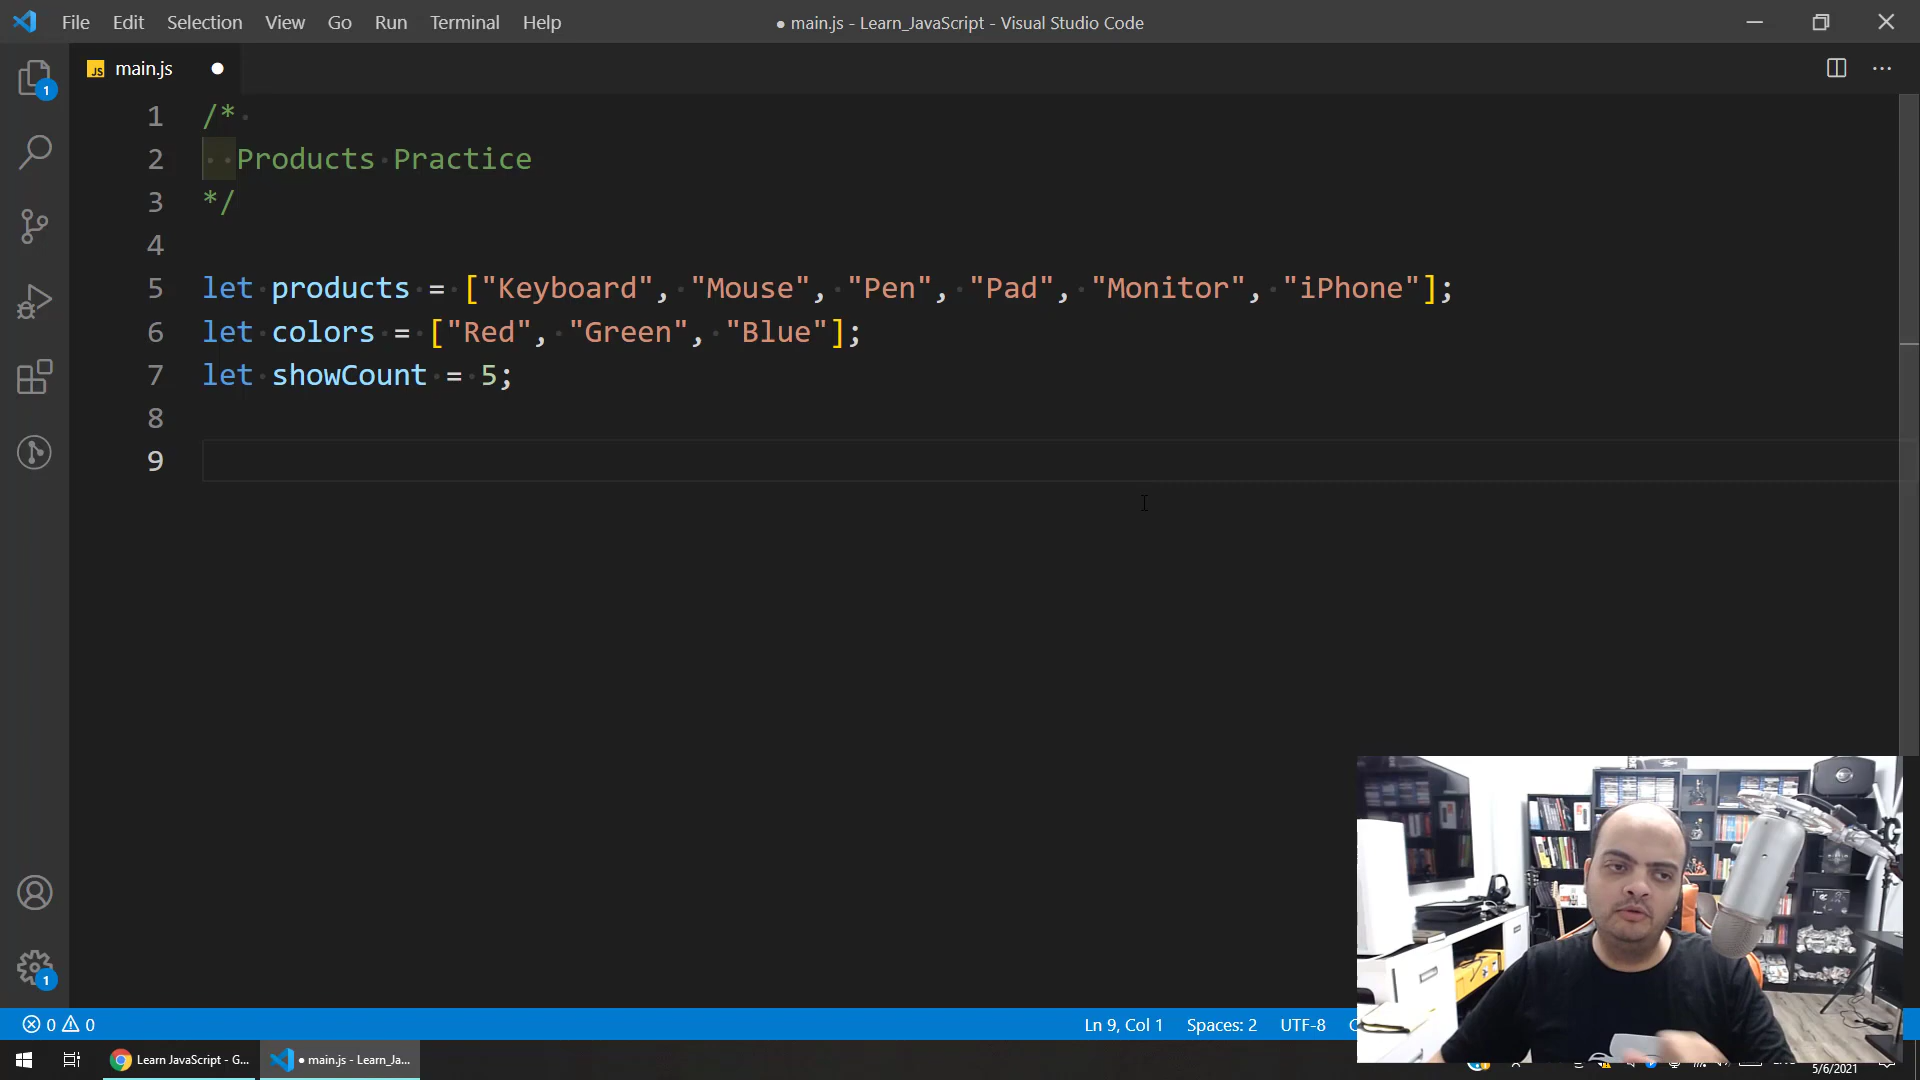 File Edit Selection View Go Run Terminal Help
● main.js - Learn_JavaScript - Visual Studio Code
JS main.js
1
1 /*
2 Products Practice
3 */
4
5 let products = ["Keyboard", "Mouse", "Pen", "Pad", "Monitor", "iPhone"];
6 let colors = ["Red", "Green", "Blue"];
7 let showCount = 5;
8
9
1
0 0
Ln 9, Col 1 Spaces: 2 UTF-8
Learn JavaScript - G...
● main.js - Learn_Ja...
5/6/2021